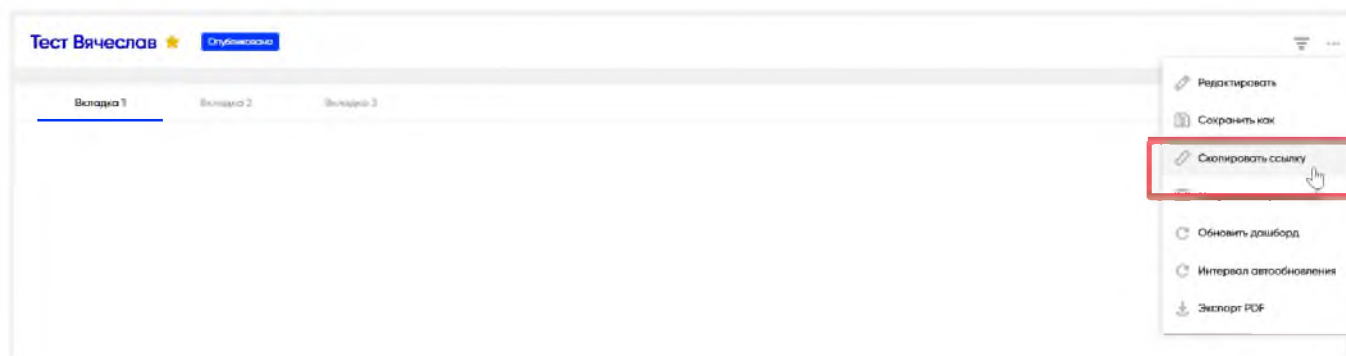 Тест Вячеслав
Опубликовано
Вкладка 1
Вкладка 2
Вкладка 3
Редактировать
Сохранить как
Скопировать ссылку
Обновить дашборд
Интервал автообновления
Экспорт PDF